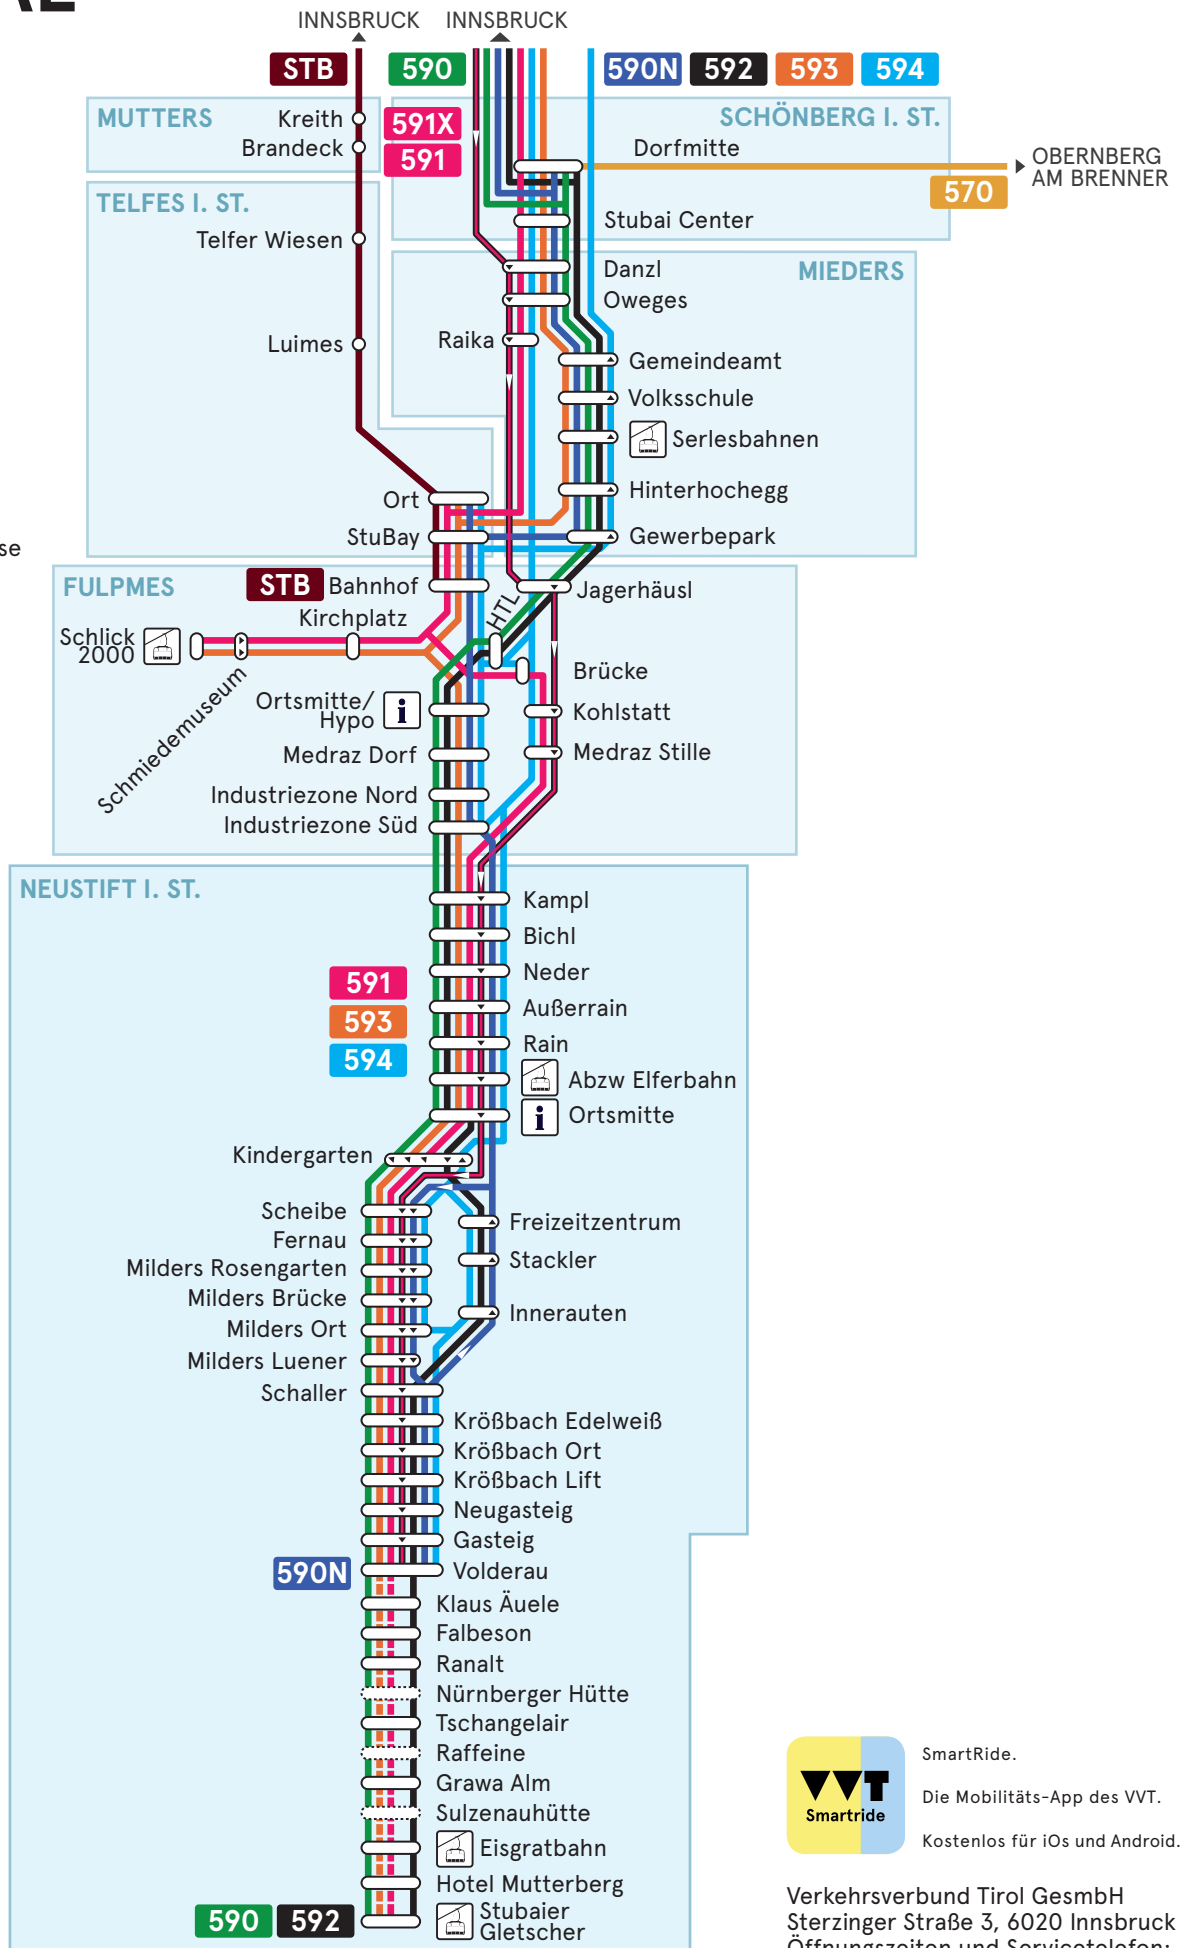 INNSBRUCK
INNSBRUCK
STB
590
590N
592
593
594
MUTTERS
Kreith
Brandeck
591X
591
SCHÖNBERG I. ST.
Dorfmitte
OBERNBERG
AM BRENNER
570
TELFES I. ST.
Telfer Wiesen
Stubai Center
Danzl
MIEDERS
Oweges
Luimes
Raika
Gemeindeamt
Volksschule
Serlesbahnen
Hinterhochegg
Ort
StuBay
Gewerbepark
se
FULPMES
STB
Bahnhof
HTL
Jagerhäusl
Kirchplatz
Schlick
2000
Schmiedemuseum
Brücke
Ortsmitte/
Hypo
i
Kohlstatt
Medraz Dorf
Medraz Stille
Industriezone Nord
Industriezone Süd
NEUSTIFT I. ST.
Kampl
Bichl
Neder
591
Außerrain
593
Rain
594
Abzw Elferbahn
i
Ortsmitte
Kindergarten
Scheibe
Freizeitzentrum
Fernau
Stackler
Milders Rosengarten
Milders Brücke
Innerauten
Milders Ort
Milders Luener
Schaller
Krößbach Edelweiß
Krößbach Ort
Krößbach Lift
Neugasteig
Gasteig
590N
Volderau
Klaus Äuele
Falbeson
Ranalt
Nürnberger Hütte
Tschangelair
Raffeine
Grawa Alm
Sulzenauhütte
Eisgratbahn
Hotel Mutterberg
590
592
Stubaier
Gletscher
VVT
Smartride
SmartRide.
Die Mobilitäts-App des VVT.
Kostenlos für iOs und Android.
Verkehrsverbund Tirol GesmbH
Sterzinger Straße 3, 6020 Innsbruck
Öffnungszeiten und Servicetelefon: